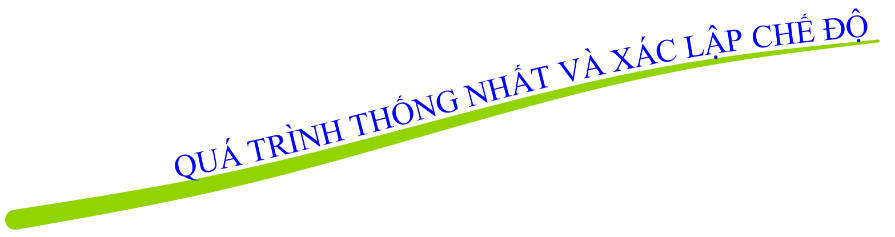 QUÁ TRÌNH THỐNG NHẤT VÀ XÁC LẬP CHẾ ĐỘ